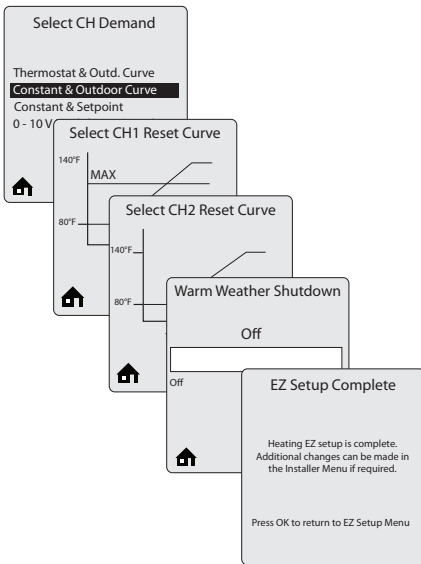 Select CH Demand
Thermostat & Outd. Curve
Constant & Outdoor Curve
Constant & Setpoint
0 - 10 V
Select CH1 Reset Curve
140°F
MAX
80°F
Select CH2 Reset Curve
140°F
80°F
Warm Weather Shutdown
Off
Off
EZ Setup Complete
Heating EZ setup is complete.
Additional changes can be made in
the Installer Menu if required.
Press OK to return to EZ Setup Menu